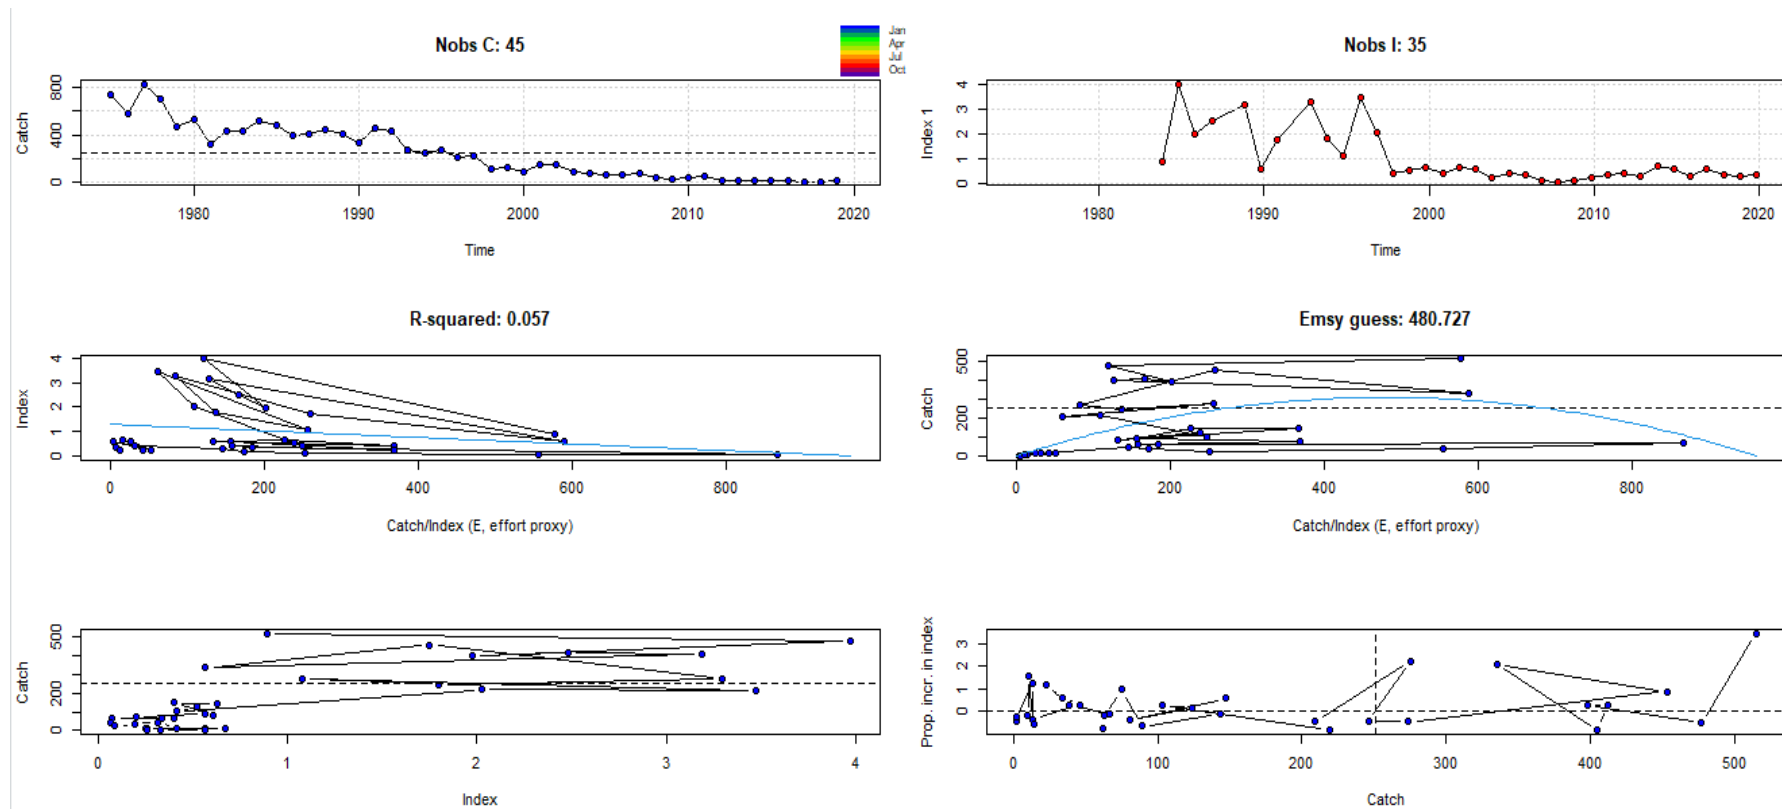 Nobs C: 45
Jan
Apr
Jul
Oct
Catch
0
400
800
1980
1990
2000
2010
2020
Time
Nobs I: 35
Index 1
0
1
2
3
4
1980
1990
2000
2010
2020
Time
R-squared: 0.057
Index
0
1
2
3
4
0
200
400
600
800
Catch/Index (E, effort proxy)
Emsy guess: 480.727
Catch
0
200
500
0
200
400
600
800
Catch/Index (E, effort proxy)
Catch
0
200
500
0
1
2
3
4
Index
Prop. incr. in index
0
1
2
3
0
100
200
300
400
500
Catch